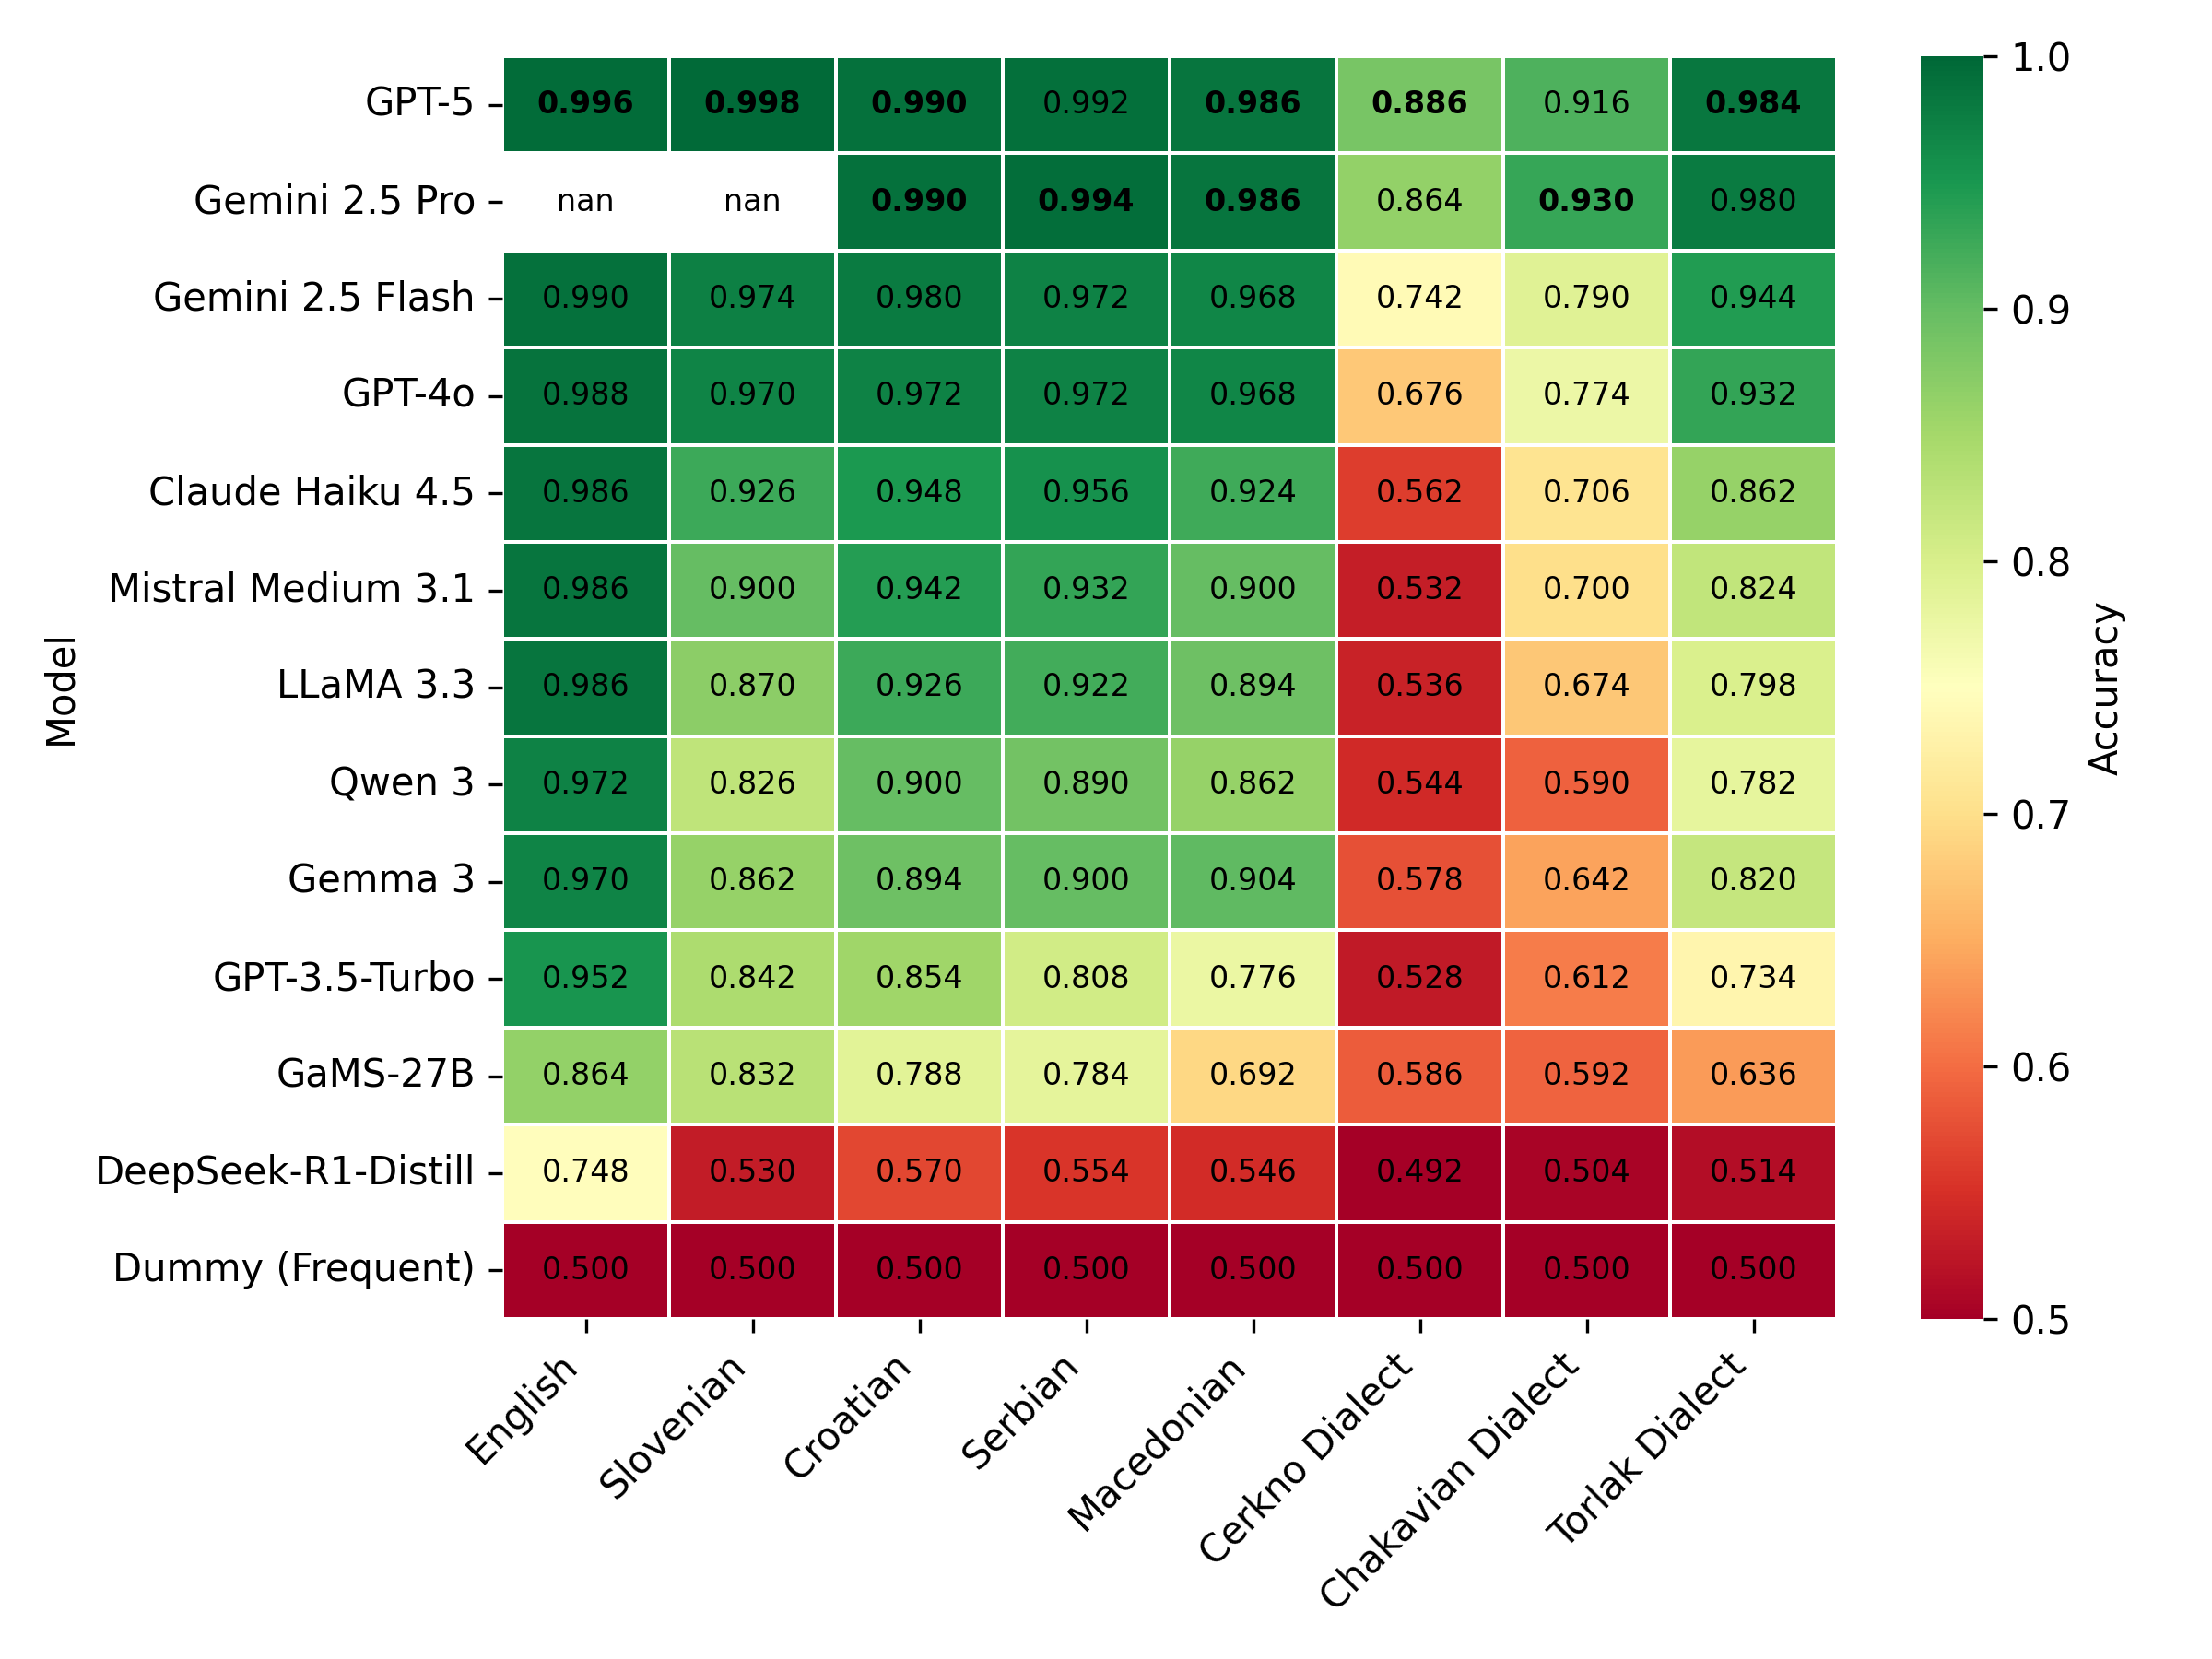 GPT-5 0.996 0.998 0.990 0.992 0.986 0.886 0.916 0.984
Gemini 2.5 Pro nan nan 0.990 0.994 0.986 0.864 0.930 0.980
Gemini 2.5 Flash 0.990 0.974 0.980 0.972 0.968 0.742 0.790 0.944
GPT-4o 0.988 0.970 0.972 0.972 0.968 0.676 0.774 0.932
Claude Haiku 4.5 0.986 0.926 0.948 0.956 0.924 0.562 0.706 0.862
Mistral Medium 3.1 0.986 0.900 0.942 0.932 0.900 0.532 0.700 0.824
LLaMA 3.3 0.986 0.870 0.926 0.922 0.894 0.536 0.674 0.798
Qwen 3 0.972 0.826 0.900 0.890 0.862 0.544 0.590 0.782
Gemma 3 0.970 0.862 0.894 0.900 0.904 0.578 0.642 0.820
GPT-3.5-Turbo 0.952 0.842 0.854 0.808 0.776 0.528 0.612 0.734
GaMS-27B 0.864 0.832 0.788 0.784 0.692 0.586 0.592 0.636
DeepSeek-R1-Distill 0.748 0.530 0.570 0.554 0.546 0.492 0.504 0.514
Dummy (Frequent) 0.500 0.500 0.500 0.500 0.500 0.500 0.500 0.500
English
Slovenian
Croatian
Serbian
Macedonian
Cerkno Dialect
Chakavian Dialect
Torlak Dialect
Model
1.0
0.9
0.8
0.7
0.6
0.5
Accuracy